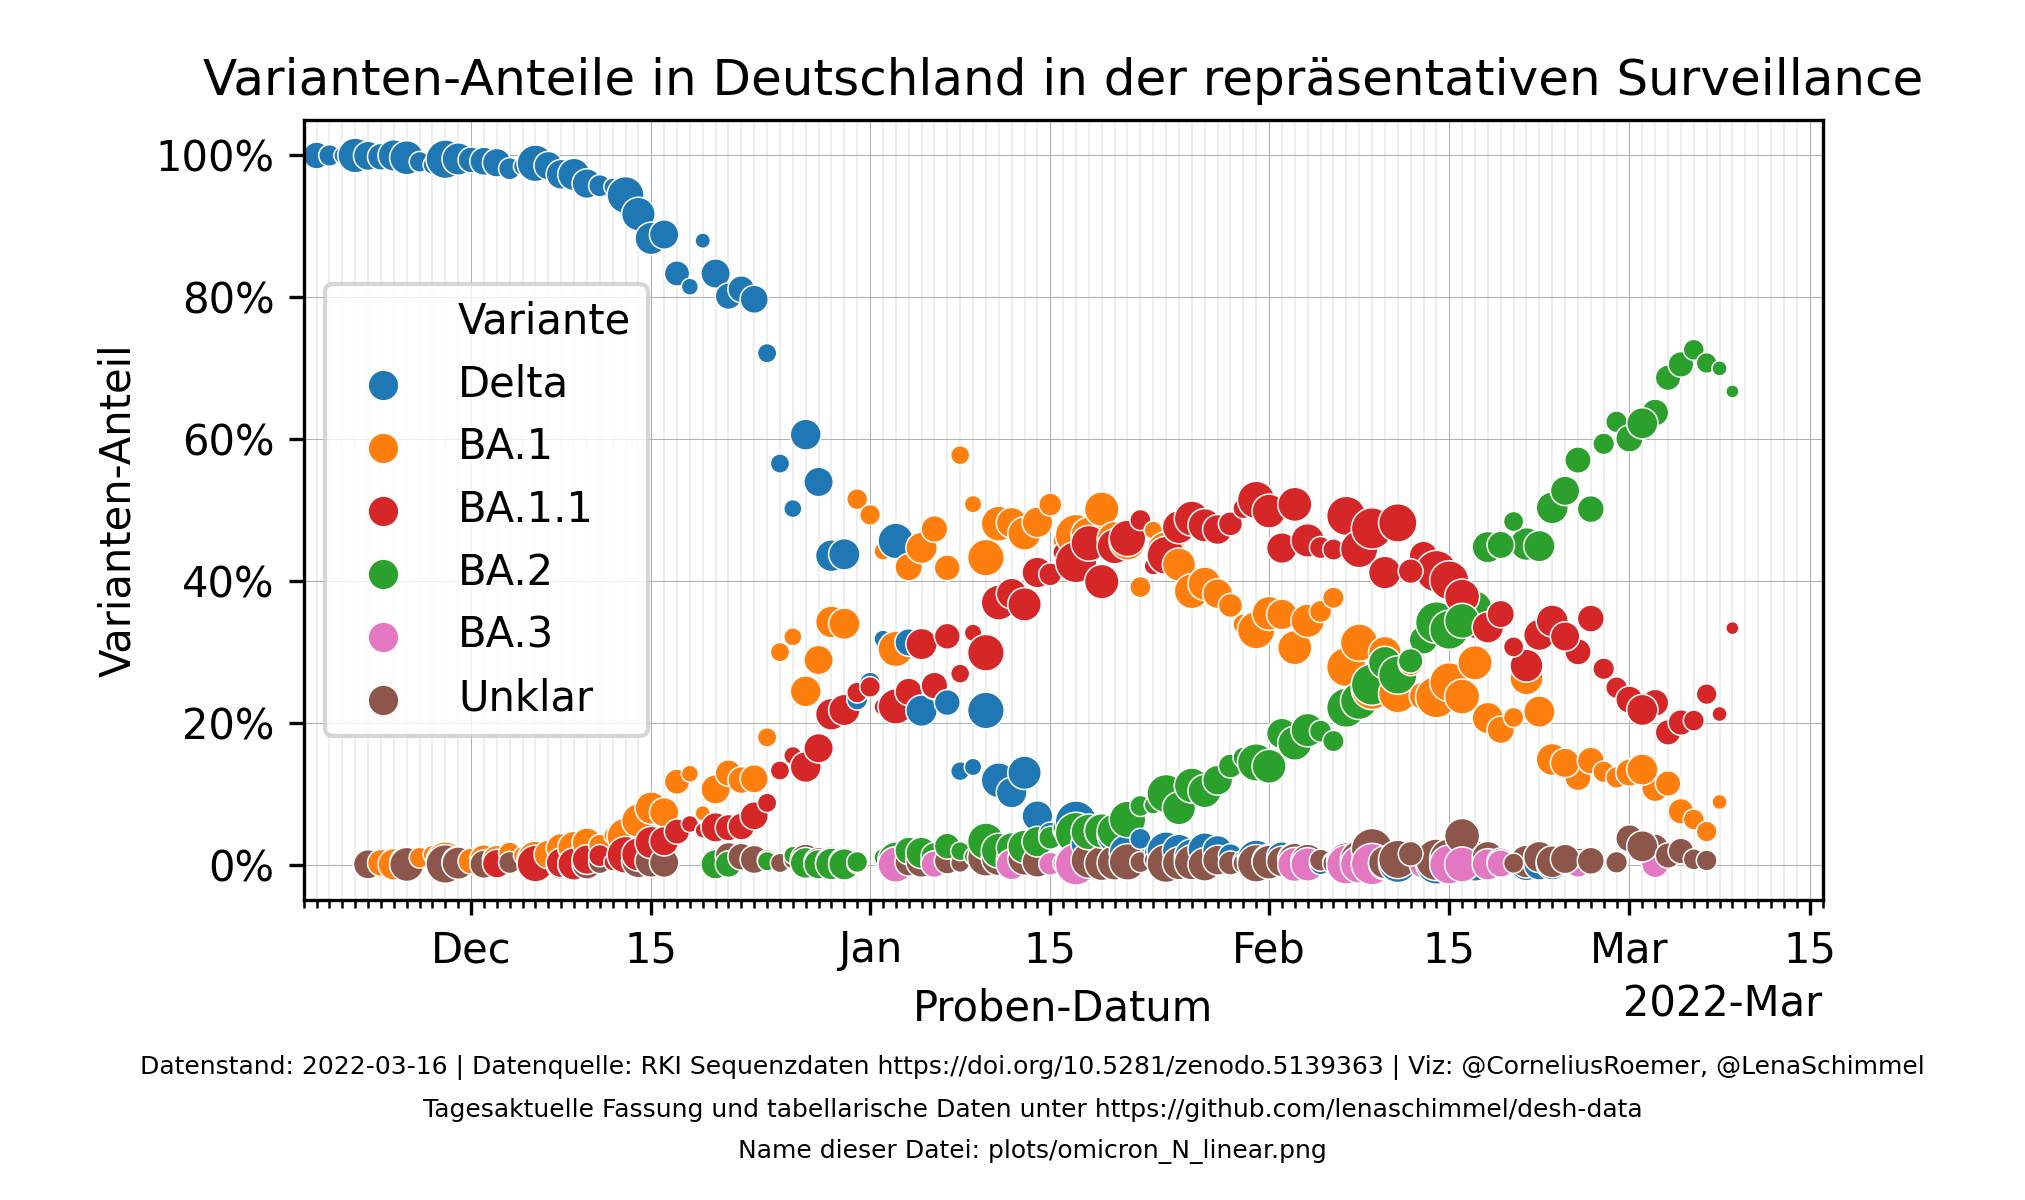 Varianten-Anteile in Deutschland in der repräsentativen Surveillance
Varianten-Anteil
100%
80%
60%
40%
20%
0%
Variante
Delta
BA.1
BA.1.1
BA.2
BA.3
Unklar
Dec 15 Jan 15 Feb 15 Mar 15
Proben-Datum
2022-Mar
Datenstand: 2022-03-16 | Datenquelle: RKI Sequenzdaten https://doi.org/10.5281/zenodo.5139363 | Viz: @CorneliusRoemer, @LenaSchimmel
Tagesaktuelle Fassung und tabellarische Daten unter https://github.com/lenaschimmel/desh-data
Name dieser Datei: plots/omicron_N_linear.png